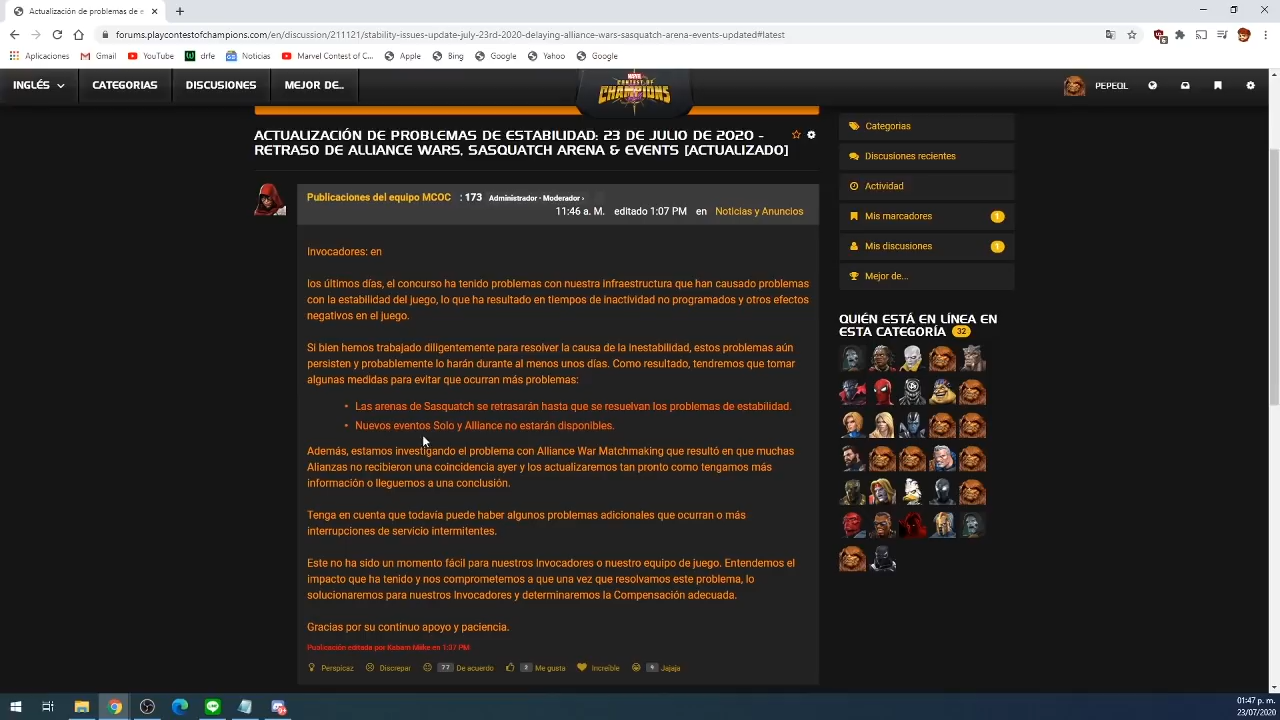 Actualización de problemas de e
forums.playcontestofchampions.com/en/discussion/211121/stability-issues-update-july-23rd-2020-delaying-alliance-wars-sasquatch-arena-events-updated#latest
Aplicaciones Gmail YouTube drfe Noticias Marvel Contest of C... Apple Bing Google Yahoo Google
INGLÉS CATEGORIAS DISCUSIONES MEJOR DE...
MARVEL
CONTEST OF
CHAMPIONS
PEPEQL
ACTUALIZACIÓN DE PROBLEMAS DE ESTABILIDAD: 23 DE JULIO DE 2020 -
RETRASO DE ALLIANCE WARS, SASQUATCH ARENA & EVENTS [ACTUALIZADO]
Publicaciones del equipo MCOC : 173 Administrador · Moderador ›
11:46 a. M. editado 1:07 PM en Noticias y Anuncios
Invocadores: en
los últimos días, el concurso ha tenido problemas con nuestra infraestructura que han causado problemas
con la estabilidad del juego, lo que ha resultado en tiempos de inactividad no programados y otros efectos
negativos en el juego.
Si bien hemos trabajado diligentemente para resolver la causa de la inestabilidad, estos problemas aún
persisten y probablemente lo harán durante al menos unos días. Como resultado, tendremos que tomar
algunas medidas para evitar que ocurran más problemas:
• Las arenas de Sasquatch se retrasarán hasta que se resuelvan los problemas de estabilidad.
• Nuevos eventos Solo y Alliance no estarán disponibles.
Además, estamos investigando el problema con Alliance War Matchmaking que resultó en que muchas
Alianzas no recibieron una coincidencia ayer y los actualizaremos tan pronto como tengamos más
información o lleguemos a una conclusión.
Tenga en cuenta que todavía puede haber algunos problemas adicionales que ocurran o más
interrupciones de servicio intermitentes.
Este no ha sido un momento fácil para nuestros Invocadores o nuestro equipo de juego. Entendemos el
impacto que ha tenido y nos comprometemos a que una vez que resolvamos este problema, lo
solucionaremos para nuestros Invocadores y determinaremos la Compensación adecuada.
Gracias por su continuo apoyo y paciencia.
Publicación editada por Kabam Miike en 1:07 PM
Perspicaz Discrepar 77 De acuerdo 2 Me gusta Increíble 9 Jajaja
Categorias
Discusiones recientes
Actividad
Mis marcadores 1
Mis discusiones 1
Mejor de...
QUIÉN ESTÁ EN LÍNEA EN
ESTA CATEGORÍA 32
01:47 p. m.
23/07/2020